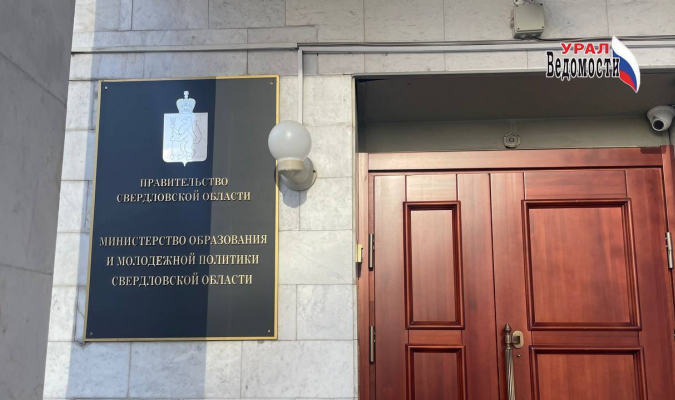 УРАЛ
Ведомости
ПРАВИТЕЛЬСТВО
СВЕРДЛОВСКОЙ ОБЛАСТИ
МИНИСТЕРСТВО ОБРАЗОВАНИЯ
И МОЛОДЕЖНОЙ ПОЛИТИКИ
СВЕРДЛОВСКОЙ ОБЛАСТИ